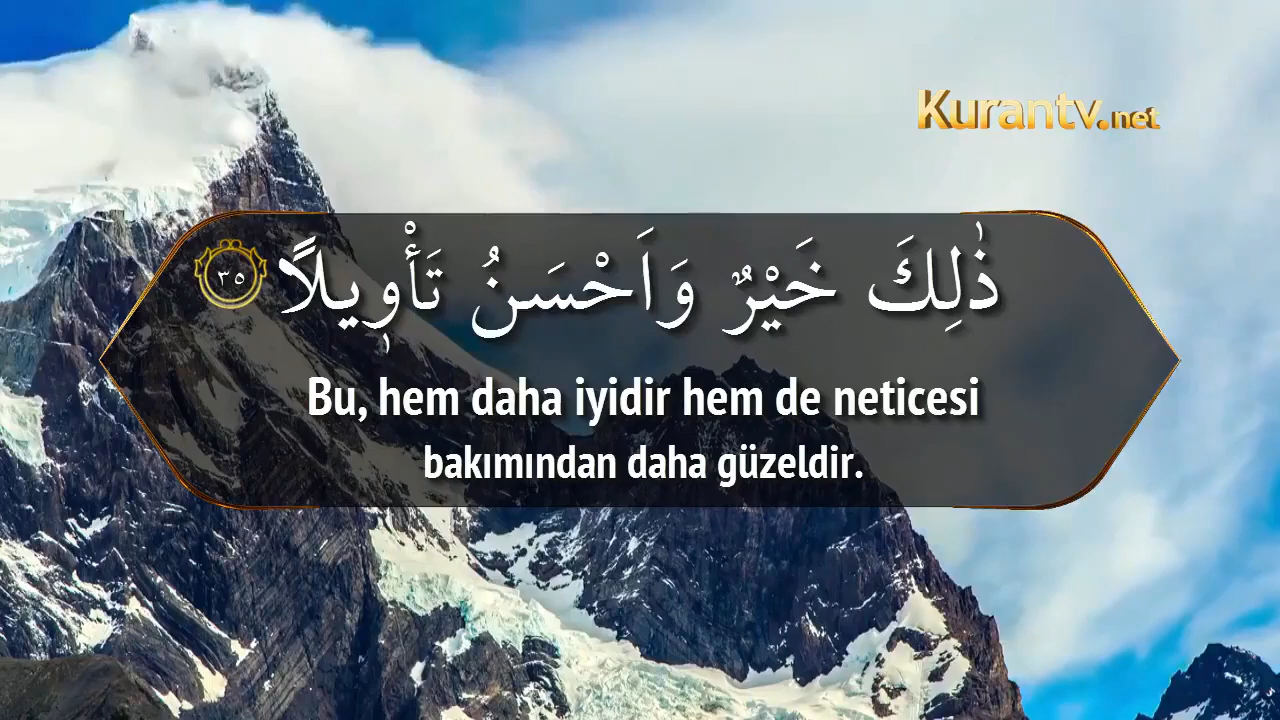 Kurantv.net
ذٰلِكَ خَيْرٌ وَاَحْسَنُ تَأْو۪يلًا ٣٥
Bu, hem daha iyidir hem de neticesi
bakımından daha güzeldir.